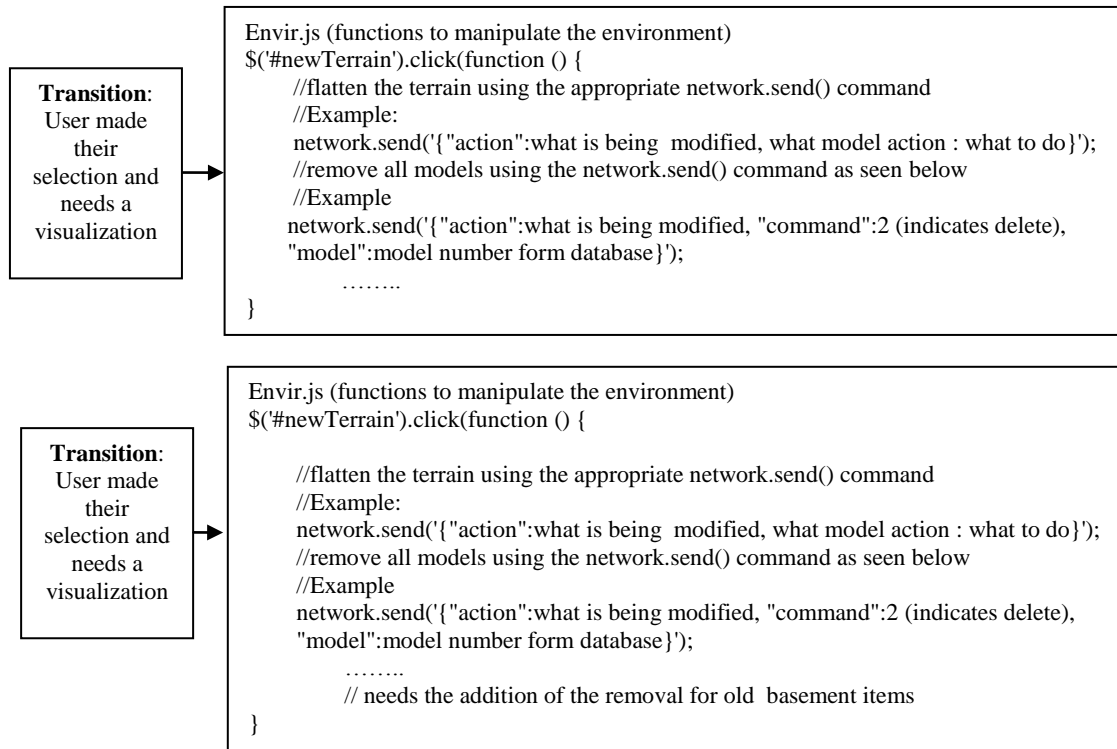 Transition:
User made
their
selection and
needs a
visualization
Envir.js (functions to manipulate the environment)
$('#newTerrain').click(function () {
//flatten the terrain using the appropriate network.send() command
//Example:
network.send('{"action":what is being  modified, what model action : what to do}');
//remove all models using the network.send() command as seen below
//Example
network.send('{"action":what is being modified, "command":2 (indicates delete),
"model":model number form database}');
……..
}
Transition:
User made
their
selection and
needs a
visualization
Envir.js (functions to manipulate the environment)
$('#newTerrain').click(function () {
//flatten the terrain using the appropriate network.send() command
//Example:
network.send('{"action":what is being  modified, what model action : what to do}');
//remove all models using the network.send() command as seen below
//Example
network.send('{"action":what is being modified, "command":2 (indicates delete),
"model":model number form database}');
……..
// needs the addition of the removal for old  basement items
}